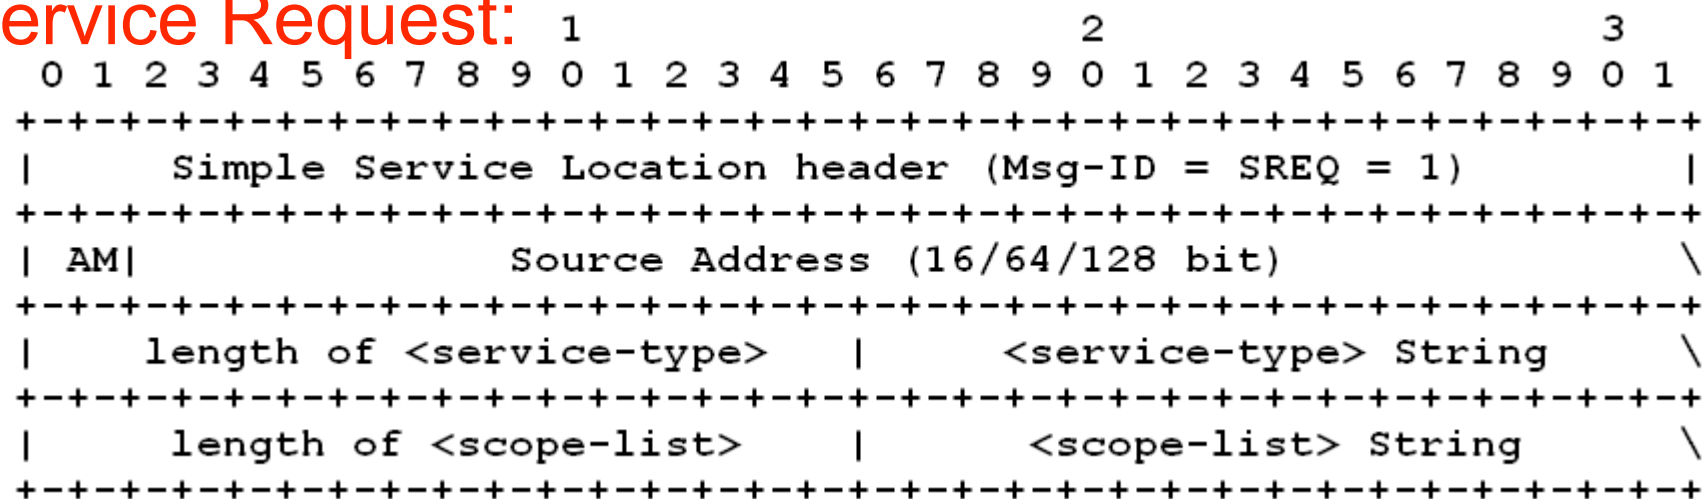 ervice Request:
                     1                   2                   3
 0 1 2 3 4 5 6 7 8 9 0 1 2 3 4 5 6 7 8 9 0 1 2 3 4 5 6 7 8 9 0 1
+-+-+-+-+-+-+-+-+-+-+-+-+-+-+-+-+-+-+-+-+-+-+-+-+-+-+-+-+-+-+-+-+
|     Simple Service Location header (Msg-ID = SREQ = 1)        |
+-+-+-+-+-+-+-+-+-+-+-+-+-+-+-+-+-+-+-+-+-+-+-+-+-+-+-+-+-+-+-+-+
| AM|              Source Address (16/64/128 bit)               \
+-+-+-+-+-+-+-+-+-+-+-+-+-+-+-+-+-+-+-+-+-+-+-+-+-+-+-+-+-+-+-+-+
|    length of <service-type>   |     <service-type> String     \
+-+-+-+-+-+-+-+-+-+-+-+-+-+-+-+-+-+-+-+-+-+-+-+-+-+-+-+-+-+-+-+-+
|     length of <scope-list>    |      <scope-list> String      \
+-+-+-+-+-+-+-+-+-+-+-+-+-+-+-+-+-+-+-+-+-+-+-+-+-+-+-+-+-+-+-+-+